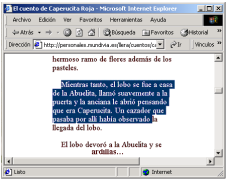 El cuento de Caperucita Roja - Microsoft Internet Explorer
Archivo Edición Ver Favoritos Herramientas Ayuda
Atrás Búsqueda Favoritos Historial
Dirección http://personales.mundivia.es/llera/cuentos/ca Ir Vínculos
hermoso ramo de flores además de los
pasteles.
Mientras tanto, el lobo se fue a casa
de la Abuelita, llamó suavemente a la
puerta y la anciana le abrió pensando
que era Caperucita. Un cazador que
pasaba por allí había observado la
llegada del lobo.
El lobo devoró a la Abuelita y se
ardillas...
Listo Internet